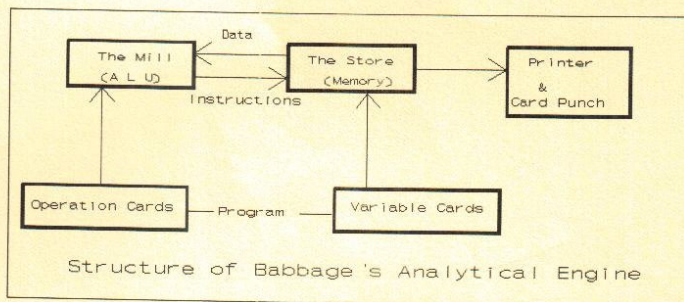 Data
The Mill
(A L U)
The Store
(Memory)
Printer
&
Card Punch
Instructions
Operation Cards
Program
Variable Cards
Structure of Babbage's Analytical Engine